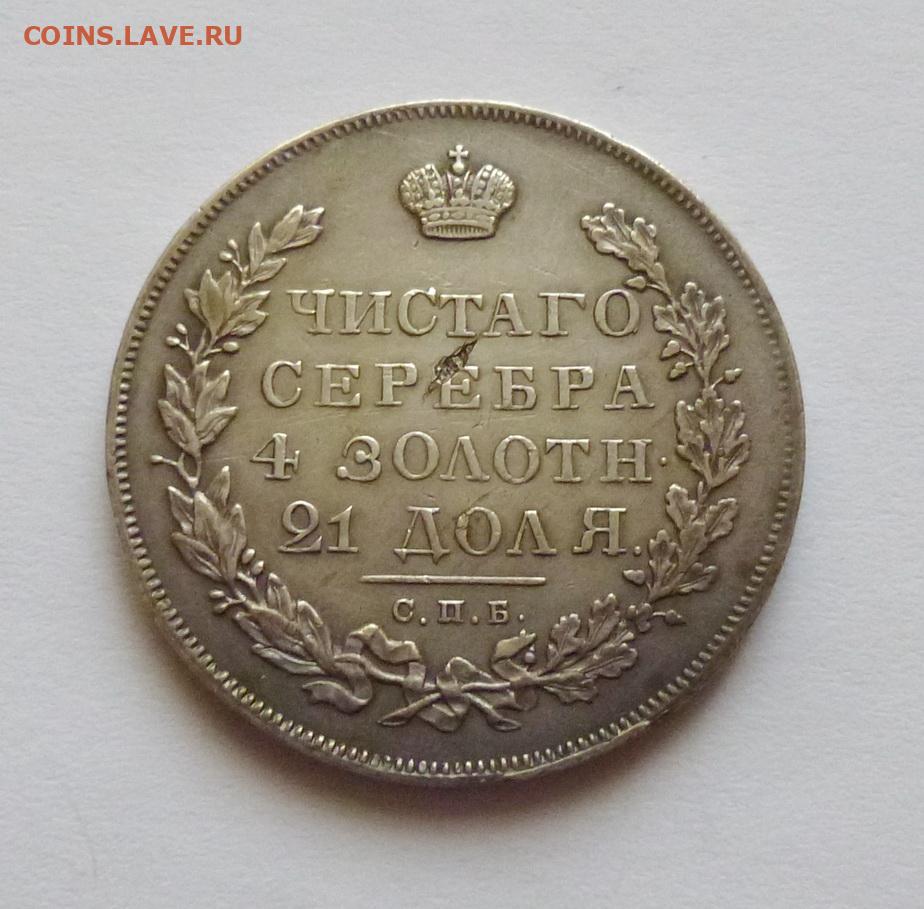 COINS.LAVE.RU
ЧИСТАГО
СЕРЕБРА
4 ЗОЛОТН.
21 ДОЛЯ.
С.П.Б.